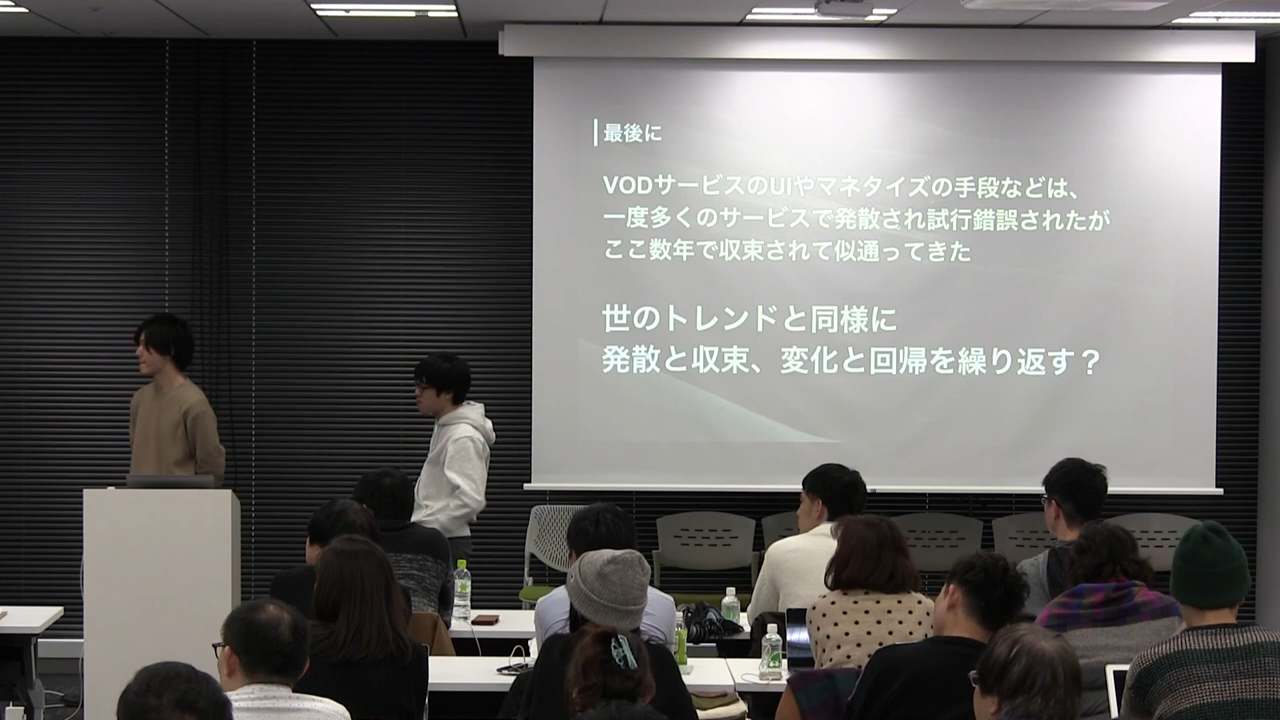 最後に
VODサービスのUIやマネタイズの手段などは、
一度多くのサービスで発散され試行錯誤されたが
ここ数年で収束されて似通ってきた
世のトレンドと同様に
発散と収束、変化と回帰を繰り返す？